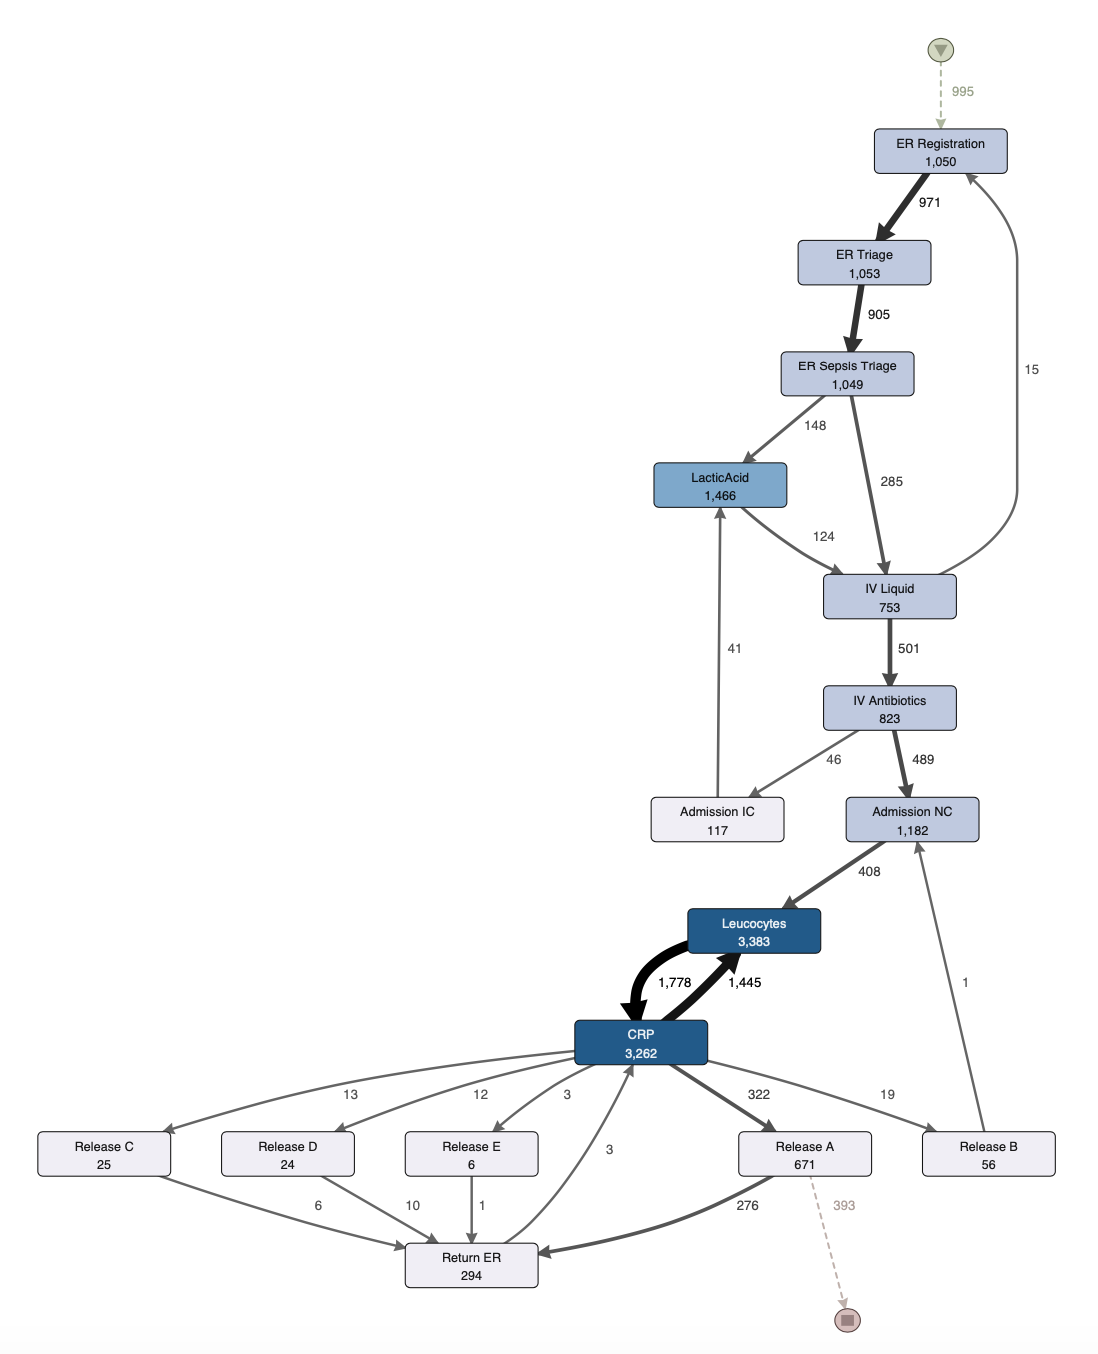 995
ER Registration
1,050
971
ER Triage
1,053
905
ER Sepsis Triage
1,049
15
148
LacticAcid
1,466
285
124
IV Liquid
753
41
501
IV Antibiotics
823
46
489
Admission IC
117
Admission NC
1,182
408
Leucocytes
3,383
1,778
1,445
1
CRP
3,262
13
12
3
322
19
Release C
25
Release D
24
Release E
6
3
Release A
671
Release B
56
6
10
1
276
393
Return ER
294